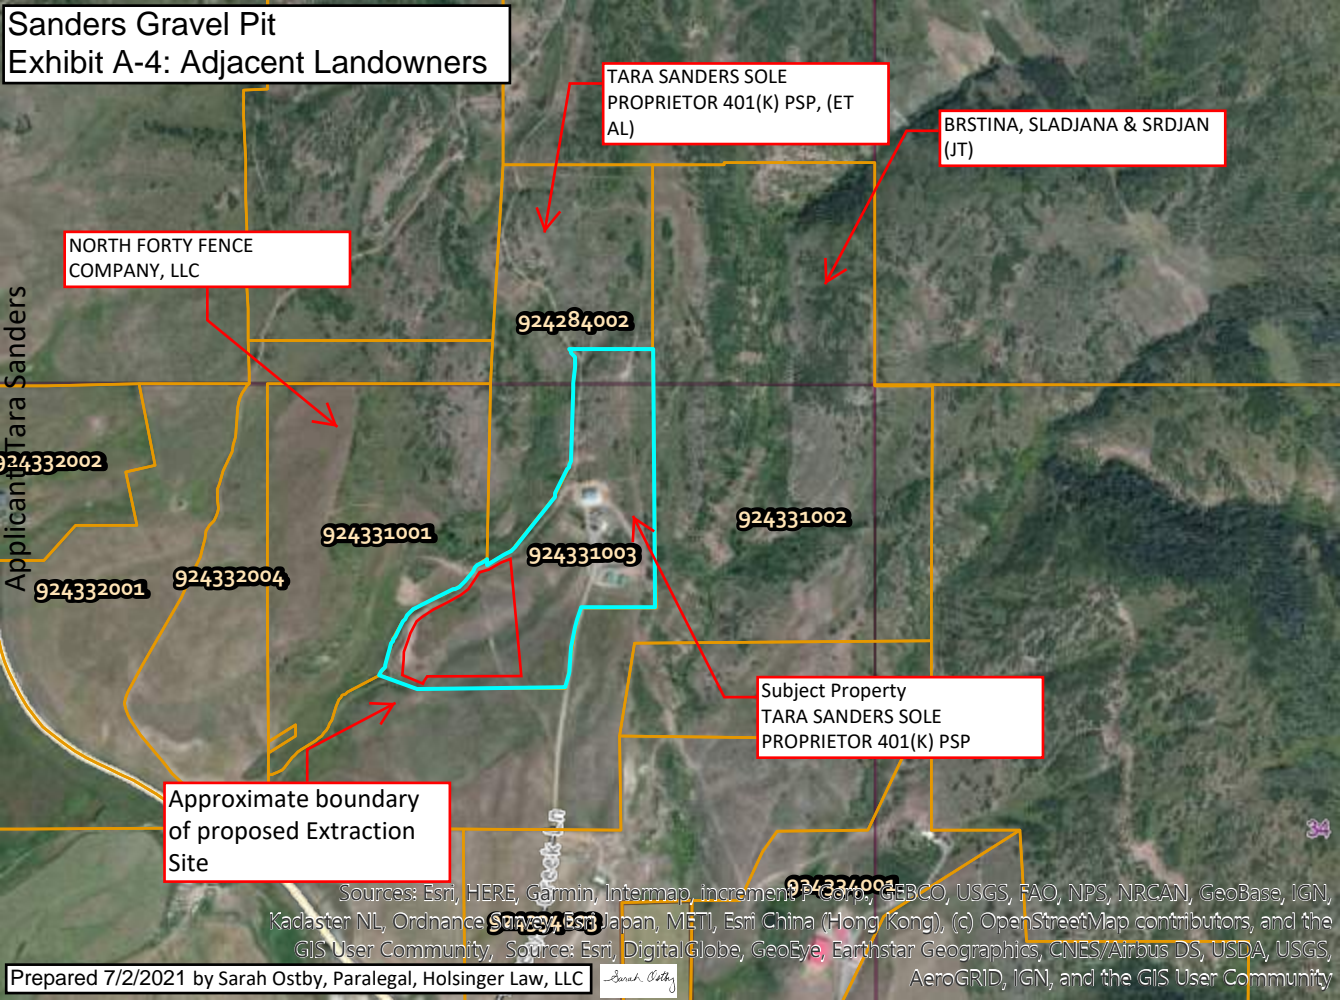 Sanders Gravel Pit
Exhibit A-4: Adjacent Landowners
TARA SANDERS SOLE
PROPRIETOR 401(K) PSP, (ET
AL)
BRSTINA, SLADJANA & SRDJAN
(JT)
NORTH FORTY FENCE
COMPANY, LLC
Applicant: Tara Sanders
924284002
924332002
924331001
924331002
924331003
924332001
924332004
Subject Property
TARA SANDERS SOLE
PROPRIETOR 401(K) PSP
Approximate boundary
of proposed Extraction
Site
34
924334001
Sources: Esri, HERE, Garmin, Intermap, increment P Corp., GEBCO, USGS, FAO, NPS, NRCAN, GeoBase, IGN,
Kadaster NL, Ordnance Survey, Esri Japan, METI, Esri China (Hong Kong), (c) OpenStreetMap contributors, and the
GIS User Community, Source: Esri, DigitalGlobe, GeoEye, Earthstar Geographics, CNES/Airbus DS, USDA, USGS,
AeroGRID, IGN, and the GIS User Community
Prepared 7/2/2021 by Sarah Ostby, Paralegal, Holsinger Law, LLC
Sarah Ostby